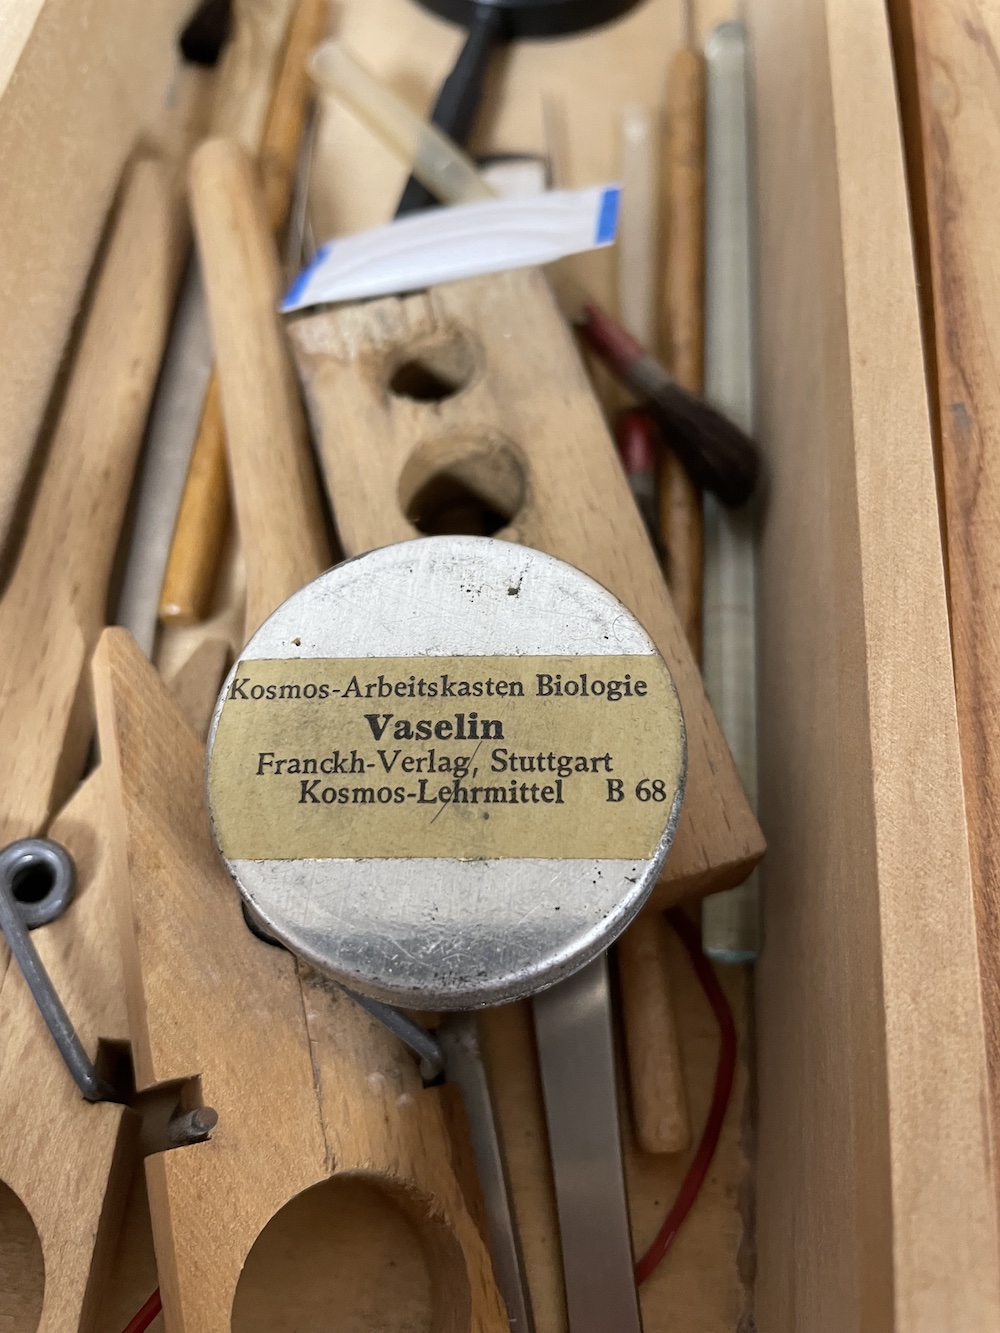 Kosmos-Arbeitskasten Biologie
Vaselin
Franckh-Verlag, Stuttgart
Kosmos-Lehrmittel B 68